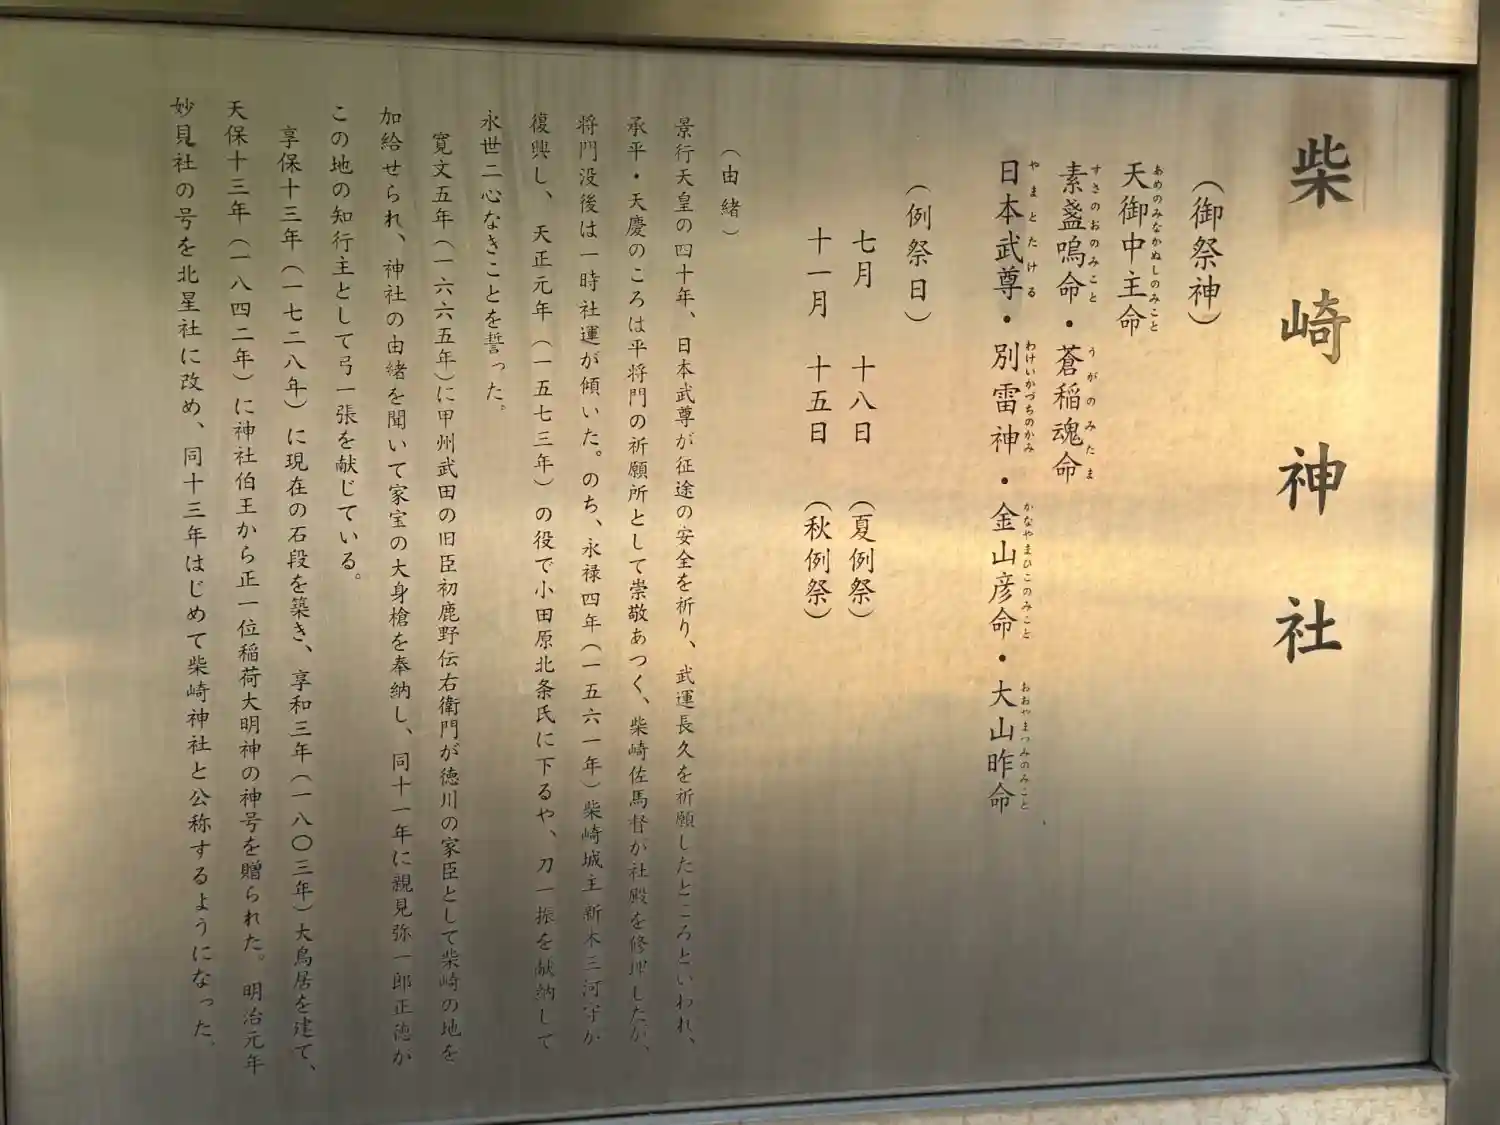 柴崎神社
（御祭神）
あめのみなかぬしのみこと
天御中主命
すさのおのみこと うがのみたま
素盞嗚命・蒼稲魂命
やまとたける わけいかづちのかみ かなやまひこのみこと おおやまつみのみこと
日本武尊・別雷神・金山彦命・大山昨命
（例祭日）
七月 十八日 （夏例祭）
十一月 十五日 （秋例祭）
（由緒）
景行天皇の四十年、日本武尊が征途の安全を祈り、武運長久を祈願したところといわれ、
承平・天慶のころは平将門の祈願所として崇敬あつく、柴崎佐馬督が社殿を修理したが、
将門没後は一時社運が傾いた。のち、永禄四年（一五六一年）柴崎城主新木三河守が
復興し、天正元年（一五七三年）の役で小田原北条氏に下るや、刀一振を献納して
永世二心なきことを誓った。
寛文五年（一六六五年）に甲州武田の旧臣初鹿野伝右衛門が徳川の家臣として柴崎の地を
加給せられ、神社の由緒を聞いて家宝の大身槍を奉納し、同十一年に親見弥一郎正徳が
この地の知行主として弓一張を献じている。
享保十三年（一七二八年）に現在の石段を築き、享和三年（一八〇三年）大鳥居を建て、
天保十三年（一八四二年）に神社伯王から正一位稲荷大明神の神号を贈られた。明治元年
妙見社の号を北星社に改め、同十三年はじめて柴崎神社と公称するようになった。